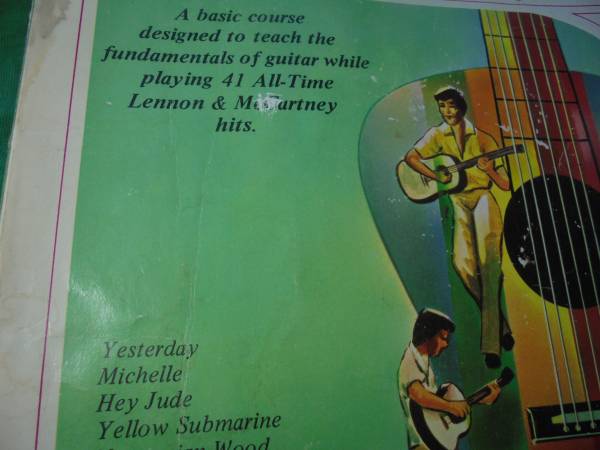 A basic course
designed to teach the
fundamentals of guitar while
playing 41 All-Time
Lennon & McCartney
hits.
Yesterday
Michelle
Hey Jude
Yellow Submarine
Wood